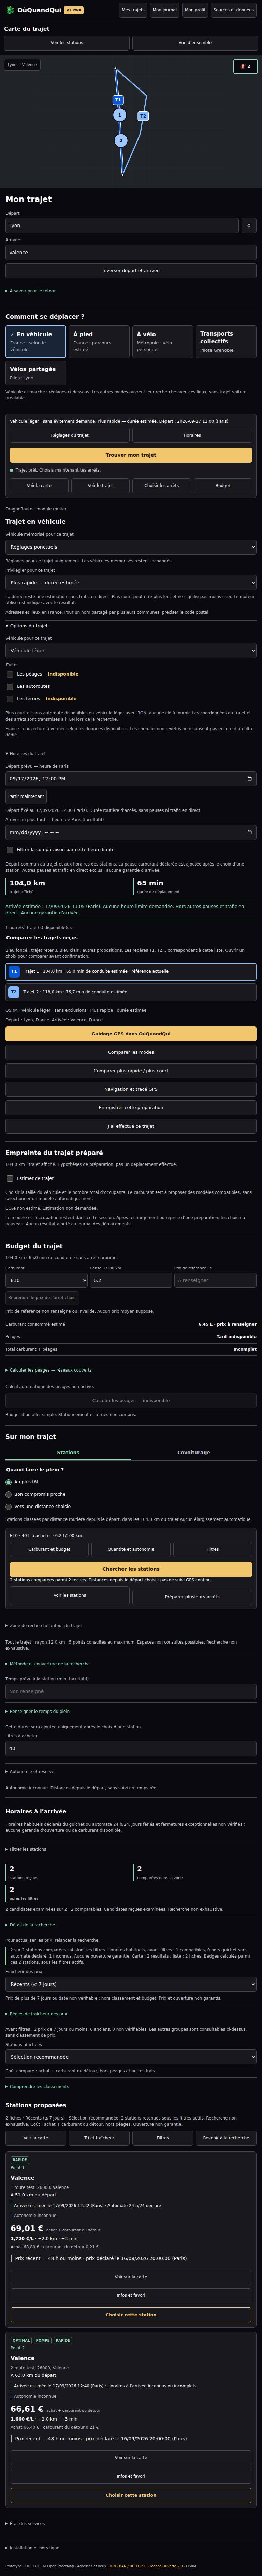 OùQuandQui V3 PWA
Mes trajets
Mon journal
Mon profil
Sources et données
Carte du trajet
Voir les stations
Vue d'ensemble
Lyon → Valence
2
T1
1
T2
2
Mon trajet
Départ
Lyon
Arrivée
Valence
Inverser départ et arrivée
▸ À savoir pour le retour
Comment se déplacer ?
✓ En véhicule
France · selon le véhicule
À pied
France · parcours estimé
À vélo
Métropole · vélo personnel
Transports collectifs
Pilote Grenoble
Vélos partagés
Pilote Lyon
Véhicule et marche : réglages ci-dessous. Les autres modes ouvrent leur recherche avec ces lieux, sans trajet voiture préalable.
Véhicule léger · sans évitement demandé. Plus rapide — durée estimée. Départ : 2026-09-17 12:00 (Paris).
Réglages du trajet
Horaires
Trouver mon trajet
Trajet prêt. Choisis maintenant tes arrêts.
Voir la carte
Voir le trajet
Choisir les arrêts
Budget
DragonRoute · module routier
Trajet en véhicule
Véhicule mémorisé pour ce trajet
Réglages ponctuels
Réglages pour ce trajet uniquement. Les véhicules mémorisés restent inchangés.
Privilégier pour ce trajet
Plus rapide — durée estimée
La durée reste une estimation sans trafic en direct. Plus court peut être plus lent et ne signifie pas moins cher. Le moteur utilisé est indiqué avec le résultat.
Adresses et lieux en France. Pour un nom partagé par plusieurs communes, préciser le code postal.
▾ Options du trajet
Véhicule pour ce trajet
Véhicule léger
Éviter
Les péages Indisponible
Les autoroutes
Les ferries Indisponible
Plus court et sans autoroute disponibles en véhicule léger avec l'IGN, aucune clé à fournir. Les coordonnées du trajet et des arrêts sont transmises à l'IGN lors de la recherche.
France : couverture à vérifier selon les données disponibles. Les chemins non revêtus ne disposent pas encore d'un filtre dédié.
▾ Horaires du trajet
Départ prévu — heure de Paris
09/17/2026, 12:00 PM
Partir maintenant
Départ fixé au 17/09/2026 12:00 (Paris). Durée routière d'accès, sans pauses ni trafic en direct.
Arriver au plus tard — heure de Paris (facultatif)
mm/dd/yyyy, --:-- --
Filtrer la comparaison par cette heure limite
Départ commun au trajet et aux horaires des stations. La pause carburant déclarée est ajoutée après le choix d'une station. Autres pauses et trafic en direct exclus : aucune garantie d'arrivée.
104,0 km
trajet affiché
65 min
durée de déplacement
Arrivée estimée : 17/09/2026 13:05 (Paris). Aucune heure limite demandée. Hors autres pauses et trafic en direct. Aucune garantie d'arrivée.
1 autre(s) trajet(s) disponible(s).
Comparer les trajets reçus
Bleu foncé : trajet retenu. Bleu clair : autres propositions. Les repères T1, T2… correspondent à cette liste. Ouvrir un choix pour comparer avant confirmation.
T1 Trajet 1 · 104,0 km · 65,0 min de conduite estimée · référence actuelle
T2 Trajet 2 · 118,0 km · 76,7 min de conduite estimée
OSRM · véhicule léger · sans exclusions · Plus rapide · durée estimée
Départ : Lyon, France. Arrivée : Valence, France.
Guidage GPS dans OùQuandQui
Comparer les modes
Comparer plus rapide / plus court
Navigation et tracé GPS
Enregistrer cette préparation
J'ai effectué ce trajet
Empreinte du trajet préparé
104,0 km · trajet affiché. Hypothèses de préparation, pas un déplacement effectué.
Estimer ce trajet
Choisir la taille du véhicule et le nombre total d'occupants. Le carburant sert à proposer des modèles compatibles, sans sélectionner un modèle automatiquement.
CO₂e non estimé. Estimation non demandée.
Le modèle et l'occupation restent dans cette session. Après rechargement ou reprise d'une préparation, les choisir à nouveau. Aucun résultat ajouté au journal des déplacements.
Budget du trajet
104,0 km · 65,0 min de conduite · sans arrêt carburant
Carburant
E10
Conso. L/100 km
6.2
Prix de référence €/L
À renseigner
Reprendre le prix de l'arrêt choisi
Prix de référence non renseigné ou invalide. Aucun prix moyen supposé.
Carburant consommé estimé
6,45 L · prix à renseigner
Péages
Tarif indisponible
Total carburant + péages
Incomplet
▸ Calculer les péages — réseaux couverts
Calcul automatique des péages non activé.
Calculer les péages — indisponible
Budget d'un aller simple. Stationnement et ferries non compris.
Sur mon trajet
Stations
Covoiturage
Quand faire le plein ?
Au plus tôt
Bon compromis proche
Vers une distance choisie
Stations dans les 104,0 km du trajet, classées de la plus proche du départ à la plus éloignée.Aucun élargissement automatique.
E10 · 40 L à acheter · 6,2 L/100 km.
Carburant et budget
Quantité et autonomie
Filtres
Chercher les stations
2 stations comparées parmi 2 reçues. Distances depuis le départ choisi ; pas de suivi GPS continu.
Voir les stations
Préparer plusieurs arrêts
▸ Zone de recherche autour du trajet
Tout le trajet · rayon 12,0 km · 5 points consultés au maximum. Espaces non consultés possibles. Recherche non exhaustive.
▸ Méthode et couverture de la recherche
Temps prévu à la station (min, facultatif)
Non renseigné
▸ Renseigner le temps du plein
Cette durée sera ajoutée uniquement après le choix d'une station.
Litres à acheter
40
▸ Autonomie et réserve
Autonomie inconnue. Distances depuis le départ, sans suivi en temps réel.
Horaires à l'arrivée
Horaires habituels déclarés du guichet ou automate 24 h/24. Jours fériés et fermetures exceptionnelles non vérifiés : aucune garantie d'ouverture ou de carburant disponible.
▸ Filtrer les stations
2
stations reçues
2
comparées dans la zone
2
après les filtres
2 candidates examinées sur 2 · 2 comparables. Candidates reçues examinées. Recherche non exhaustive.
▸ Détail de la recherche
Pour actualiser les prix, relancer la recherche.
2 sur 2 stations comparées satisfont les filtres. Horaires habituels, avant filtres : 1 compatibles, 0 hors guichet sans automate déclaré, 1 inconnus. Aucune ouverture garantie. Carte : 2 résultats ; liste : 2 fiches. Badges calculés parmi ces 2 stations, sous les filtres actifs.
Fraîcheur des prix
Récents (≤ 7 jours)
Prix de plus de 7 jours ou date non vérifiable : hors classement et budget. Prix et ouverture non garantis.
▸ Règles de fraîcheur des prix
Avant filtres : 2 prix de 7 jours ou moins, 0 anciens, 0 non vérifiables. Les autres groupes sont consultables ci-dessous, sans classement de prix.
Stations affichées
Sélection recommandée
Coût comparé : achat + carburant du détour, hors péages et autres frais.
▸ Comprendre les classements
Stations proposées
2 fiches · Récents (≤ 7 jours) · Sélection recommandée. 2 stations retenues sous les filtres actifs. Recherche non exhaustive. Coût : achat + carburant du détour, hors péages. Ouverture non garantie.
Voir la carte
Tri et fraîcheur
Filtres
Revenir à la recherche
RAPIDE
Point 1
Valence
1 route test, 26000, Valence
À 51,0 km du départ
Arrivée estimée le 17/09/2026 12:32 (Paris) · Automate 24 h/24 déclaré
Autonomie inconnue
69,01 € achat + carburant du détour
1,720 €/L · +2,0 km · +3 min
Achat 68,80 € · carburant du détour 0,21 €
Prix récent — 48 h ou moins · prix déclaré le 16/09/2026 20:00:00 (Paris)
Voir sur la carte
Infos et favori
Choisir cette station
OPTIMAL POMPE RAPIDE
Point 2
Valence
2 route test, 26000, Valence
À 63,0 km du départ
Arrivée estimée le 17/09/2026 12:40 (Paris) · Horaires à l'arrivée inconnus ou incomplets.
Autonomie inconnue
66,61 € achat + carburant du détour
1,660 €/L · +2,0 km · +3 min
Achat 66,40 € · carburant du détour 0,21 €
Prix récent — 48 h ou moins · prix déclaré le 16/09/2026 20:00:00 (Paris)
Voir sur la carte
Infos et favori
Choisir cette station
▸ État des services
▸ Installation et hors ligne
Prototype · DGCCRF · © OpenStreetMap · Adresses et lieux : IGN · BAN / BD TOPO · Licence Ouverte 2.0 · OSRM